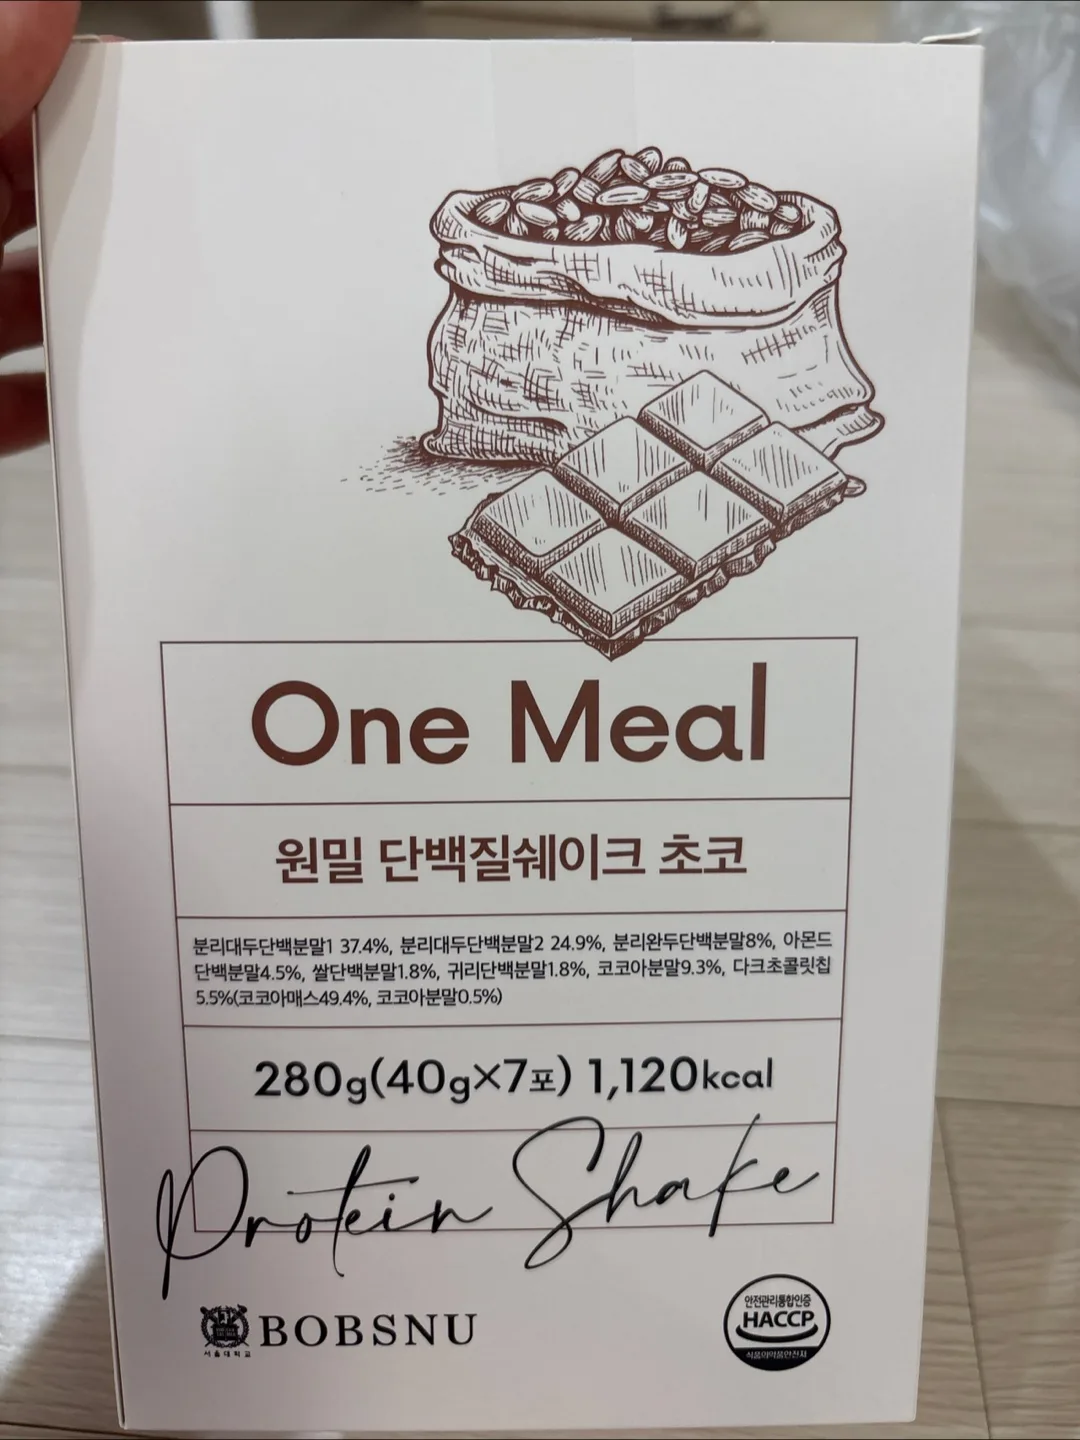 One Meal
원밀 단백질쉐이크 초코
분리대두단백분말1 37.4%, 분리대두단백분말2 24.9%, 분리완두단백분말8%, 아몬드
단백분말4.5%, 쌀단백분말1.8%, 귀리단백분말1.8%, 코코아분말9.3%, 다크초콜릿칩
5.5%(코코아매스49.4%, 코코아분말0.5%)
280g(40g×7포) 1,120kcal
Protein Shake
BOBSNU
서울대학교
안전관리통합인증
HACCP
식품의약품안전처